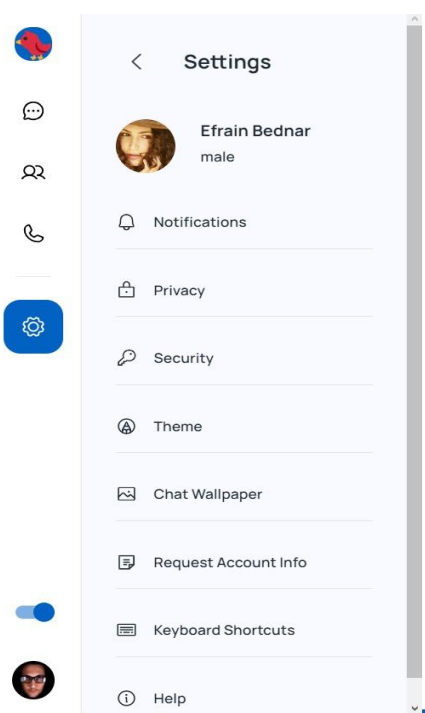 Settings
Efrain Bednar
male
Notifications
Privacy
Security
Theme
Chat Wallpaper
Request Account Info
Keyboard Shortcuts
Help